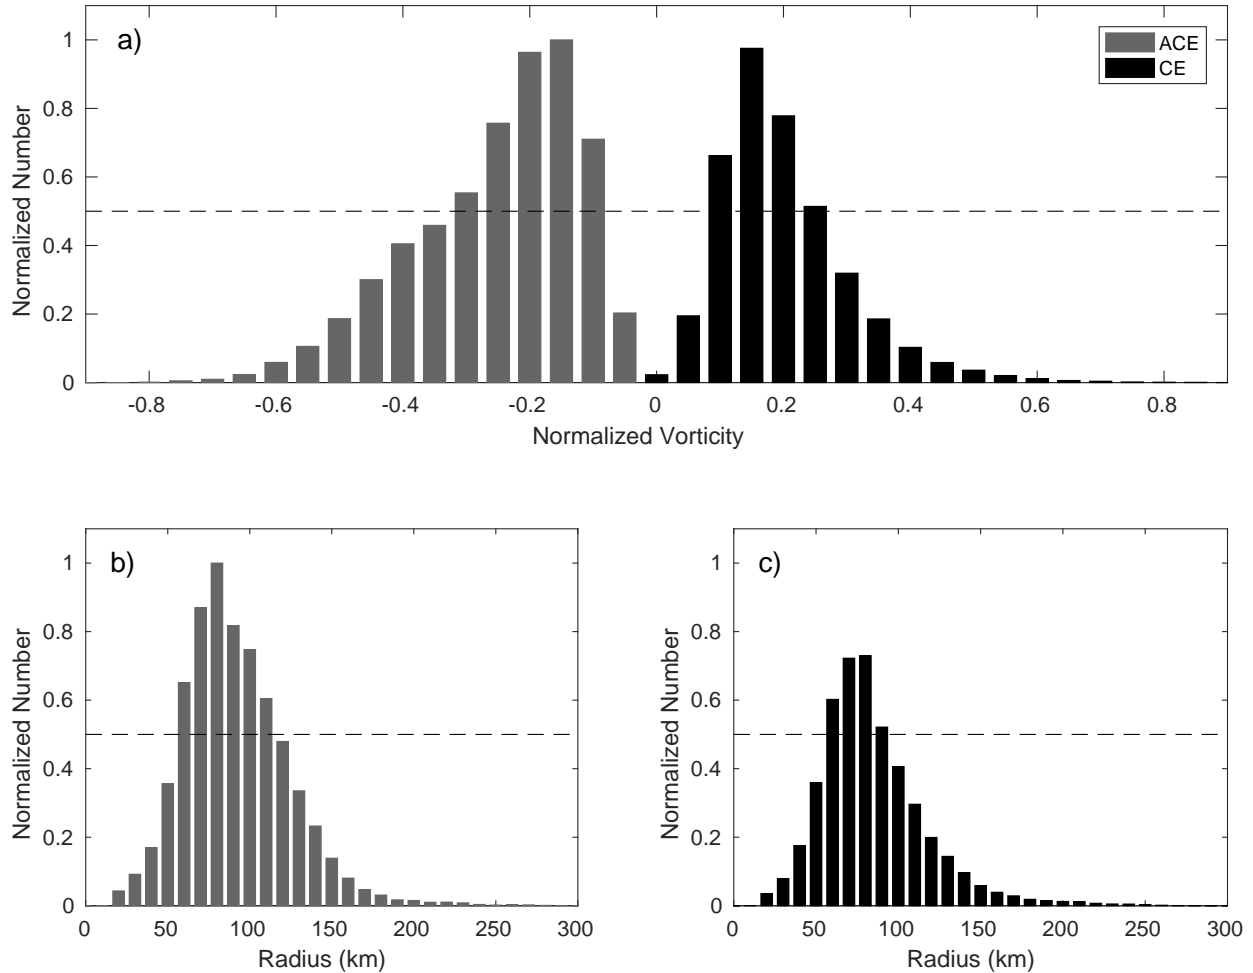 a)
ACE
CE
Normalized Number
1
0.8
0.6
0.4
0.2
0
-0.8 -0.6 -0.4 -0.2 0 0.2 0.4 0.6 0.8
Normalized Vorticity
b)
Normalized Number
1
0.8
0.6
0.4
0.2
0
0 50 100 150 200 250 300
Radius (km)
c)
Normalized Number
1
0.8
0.6
0.4
0.2
0
0 50 100 150 200 250 300
Radius (km)